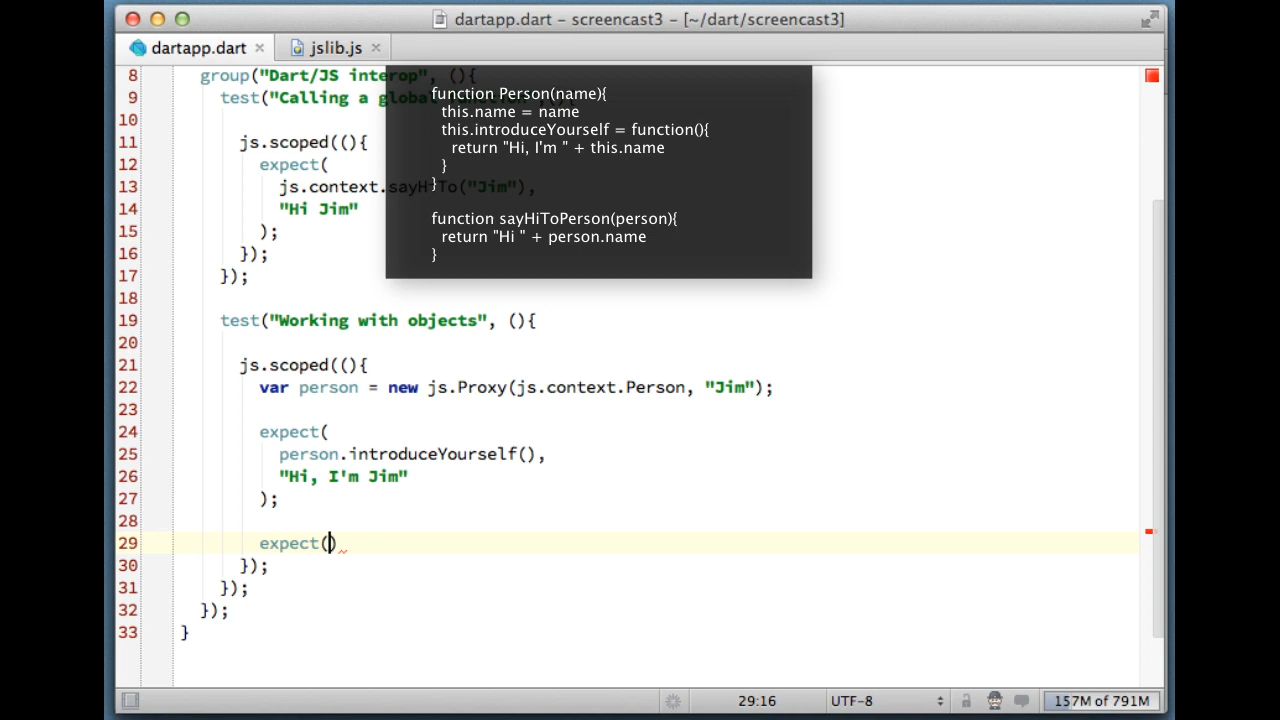 dartapp.dart – screencast3 – [~/dart/screencast3]
dartapp.dart × jslib.js ×
8 group("Dart/JS interop", (){
9 test("Calling a global function",(){
10
11 js.scoped((){
12 expect(
13 js.context.sayHiTo("Jim"),
14 "Hi Jim"
15 );
16 });
17 });
18
19 test("Working with objects", (){
20
21 js.scoped((){
22 var person = new js.Proxy(js.context.Person, "Jim");
23
24 expect(
25 person.introduceYourself(),
26 "Hi, I'm Jim"
27 );
28
29 expect()
30 });
31 });
32 });
33 }
function Person(name){
this.name = name
this.introduceYourself = function(){
return "Hi, I'm " + this.name
}
}
function sayHiToPerson(person){
return "Hi " + person.name
}
29:16 UTF-8 157M of 791M